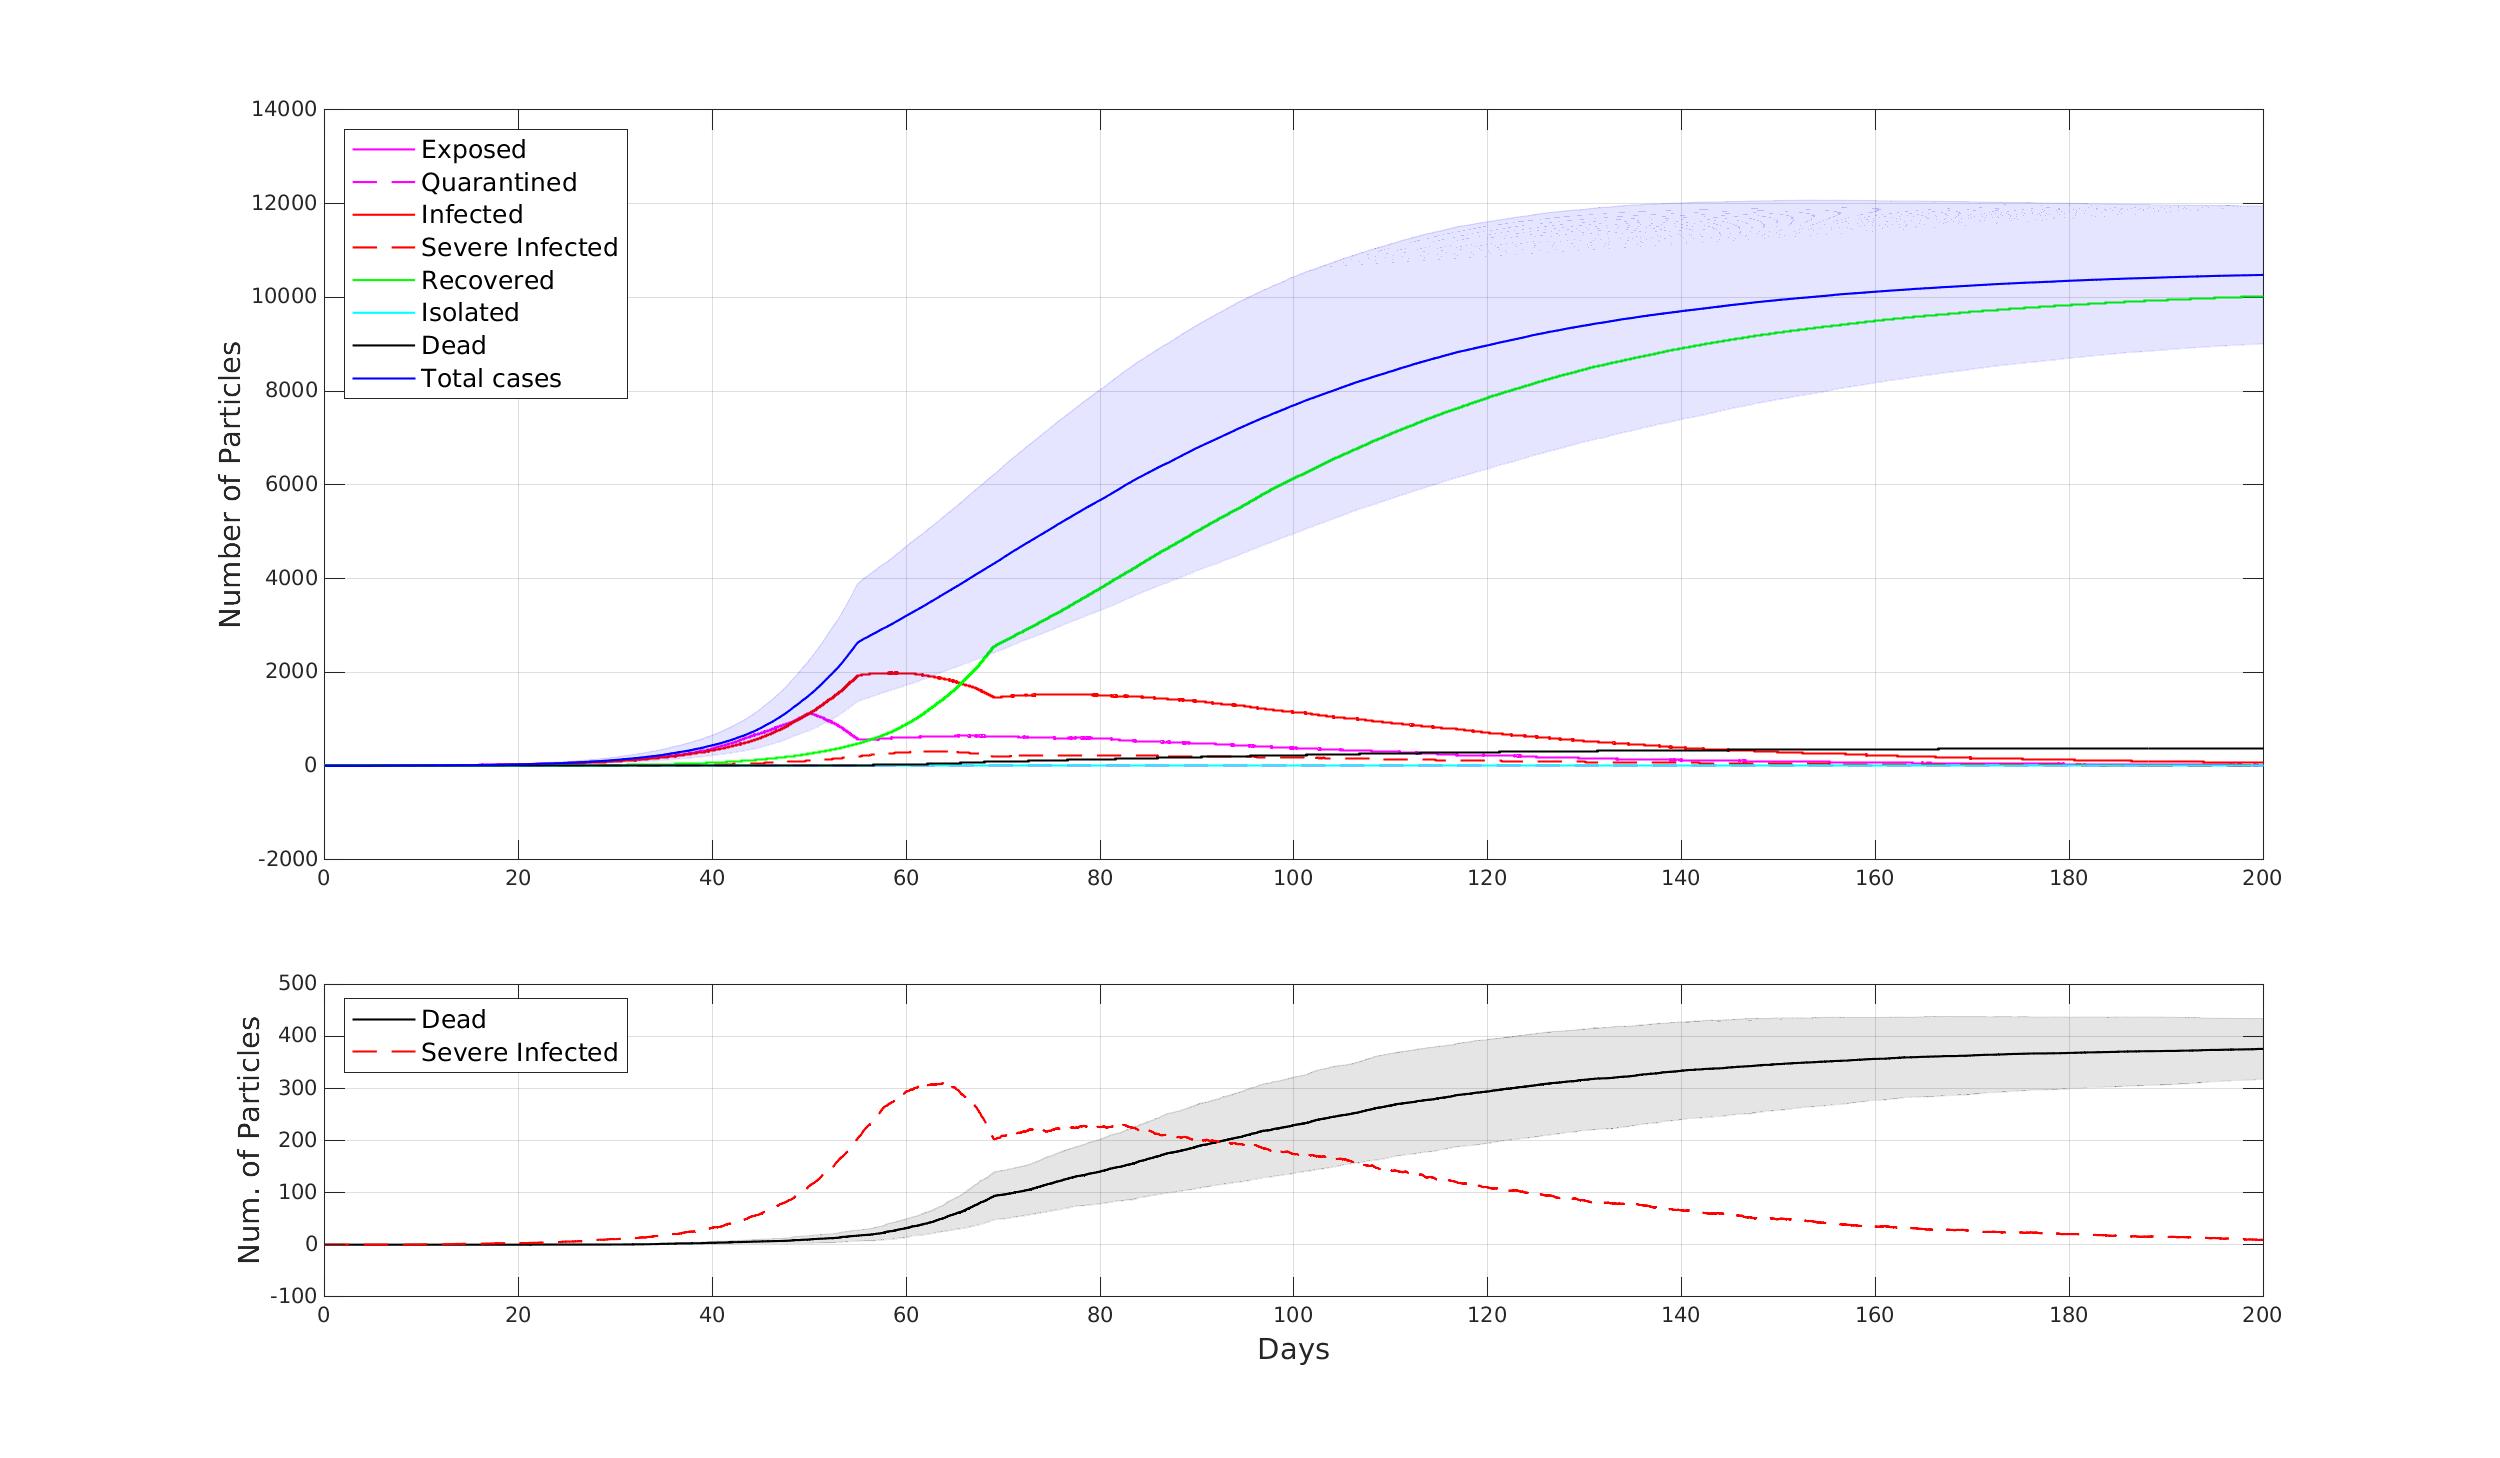 14000
12000
10000
8000
6000
4000
2000
0
-2000
Number of Particles
Exposed
Quarantined
Infected
Severe Infected
Recovered
Isolated
Dead
Total cases
0 20 40 60 80 100 120 140 160 180 200
500
400
300
200
100
0
-100
Num. of Particles
Dead
Severe Infected
0 20 40 60 80 100 120 140 160 180 200
Days